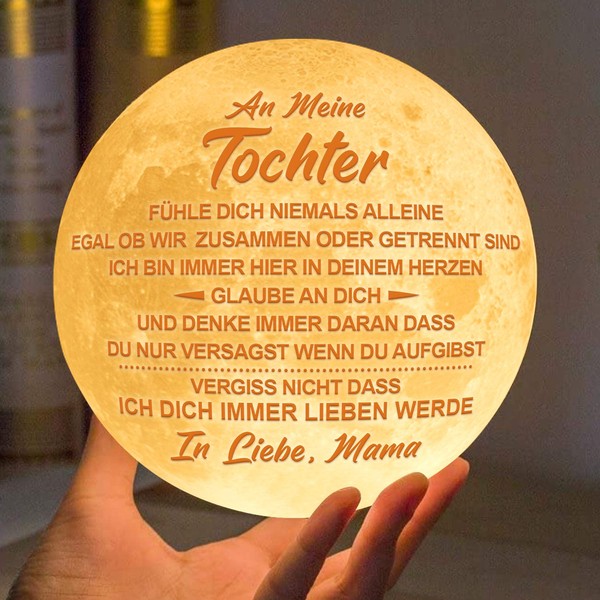 An Meine
Tochter
FÜHLE DICH NIEMALS ALLEINE
EGAL OB WIR ZUSAMMEN ODER GETRENNT SIND
ICH BIN IMMER HIER IN DEINEM HERZEN
GLAUBE AN DICH
UND DENKE IMMER DARAN DASS
DU NUR VERSAGST WENN DU AUFGIBST
VERGISS NICHT DASS
ICH DICH IMMER LIEBEN WERDE
In Liebe, Mama